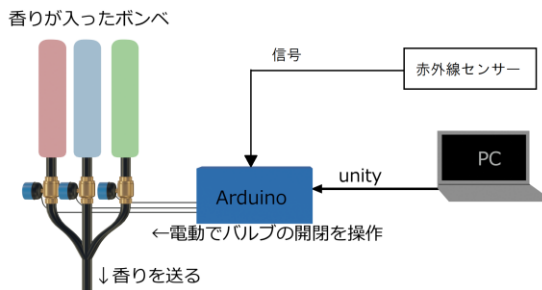 香りが入ったボンベ
信号
赤外線センサー
PC
unity
Arduino
←電動でバルブの開閉を操作
↓香りを送る